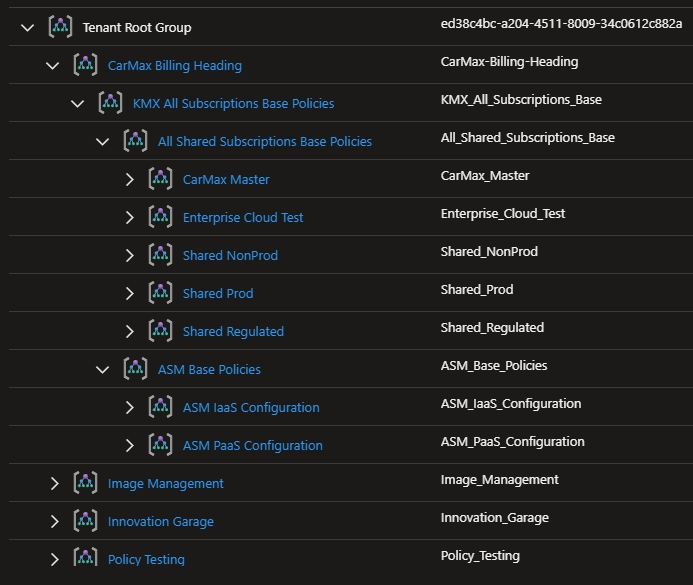 Tenant Root Group ed38c4bc-a204-4511-8009-34c0612c882a
CarMax Billing Heading CarMax-Billing-Heading
KMX All Subscriptions Base Policies KMX_All_Subscriptions_Base
All Shared Subscriptions Base Policies All_Shared_Subscriptions_Base
CarMax Master CarMax_Master
Enterprise Cloud Test Enterprise_Cloud_Test
Shared NonProd Shared_NonProd
Shared Prod Shared_Prod
Shared Regulated Shared_Regulated
ASM Base Policies ASM_Base_Policies
ASM IaaS Configuration ASM_IaaS_Configuration
ASM PaaS Configuration ASM_PaaS_Configuration
Image Management Image_Management
Innovation Garage Innovation_Garage
Policy Testing Policy_Testing